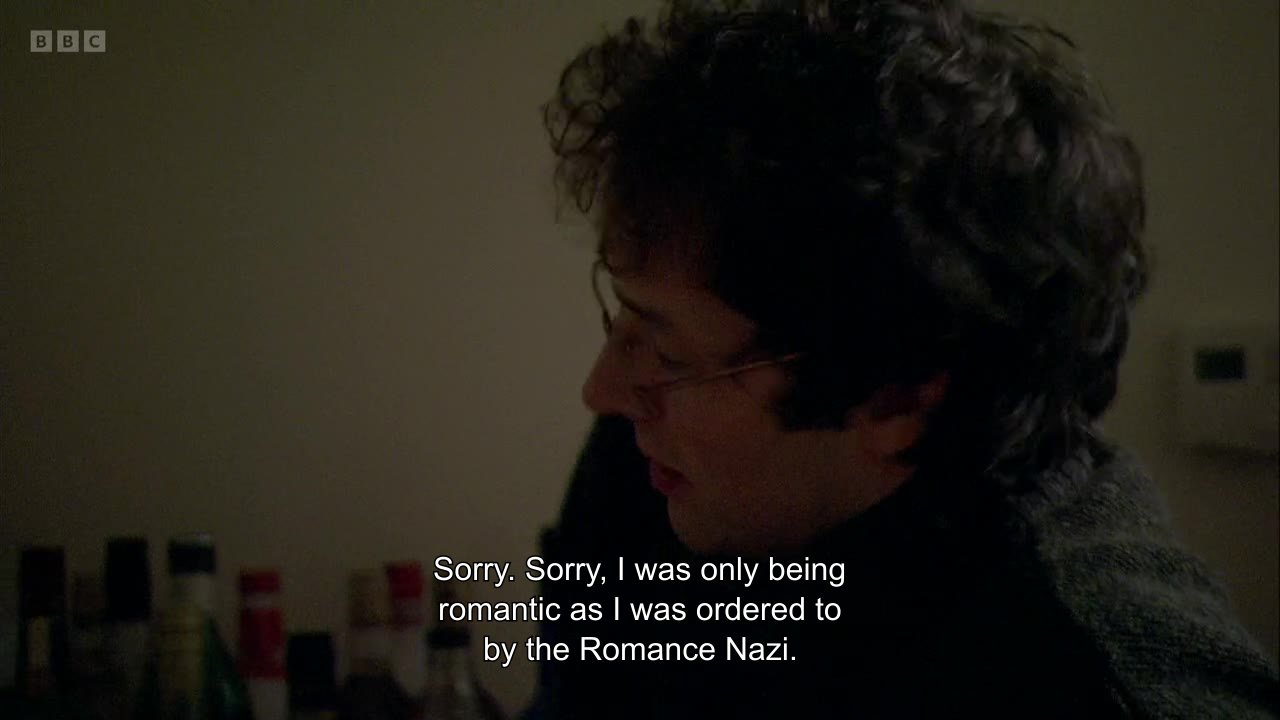 BBC
Sorry. Sorry, I was only being
romantic as I was ordered to
by the Romance Nazi.